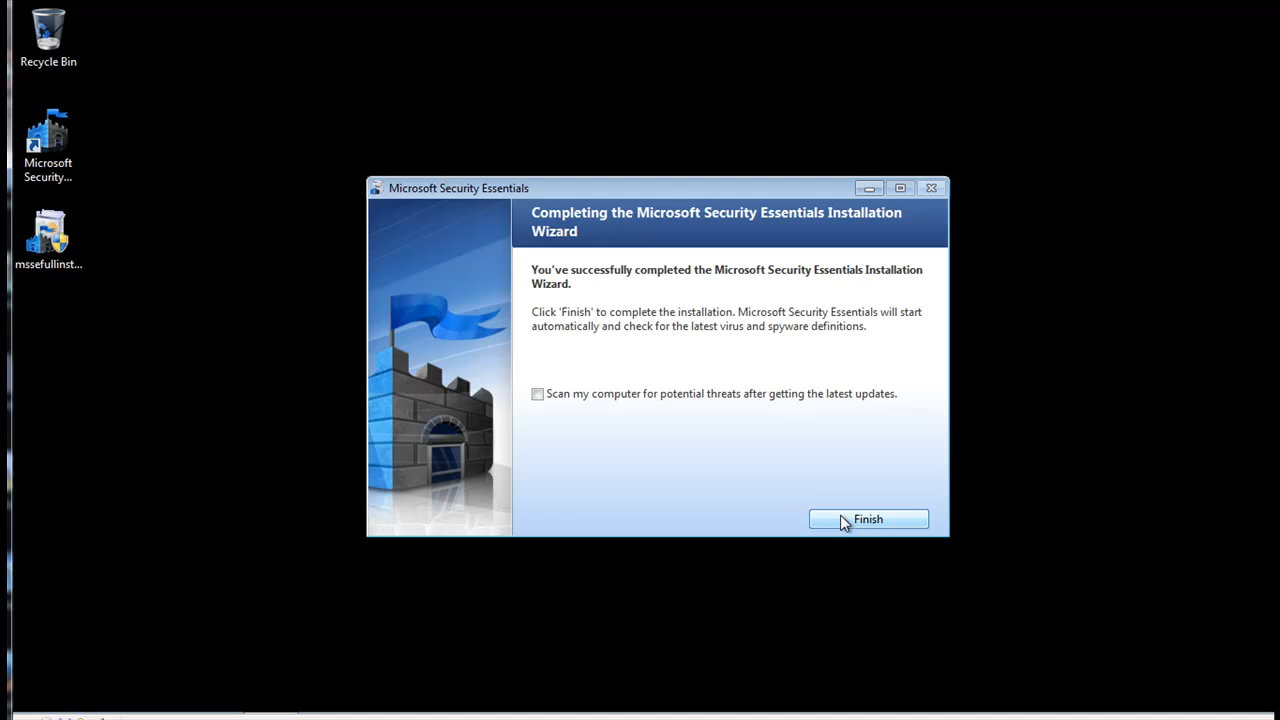 Recycle Bin
Microsoft
Security...
mssefullinst...
Microsoft Security Essentials
Completing the Microsoft Security Essentials Installation
Wizard
You've successfully completed the Microsoft Security Essentials Installation
Wizard.
Click 'Finish' to complete the installation. Microsoft Security Essentials will start
automatically and check for the latest virus and spyware definitions.
Scan my computer for potential threats after getting the latest updates.
Finish